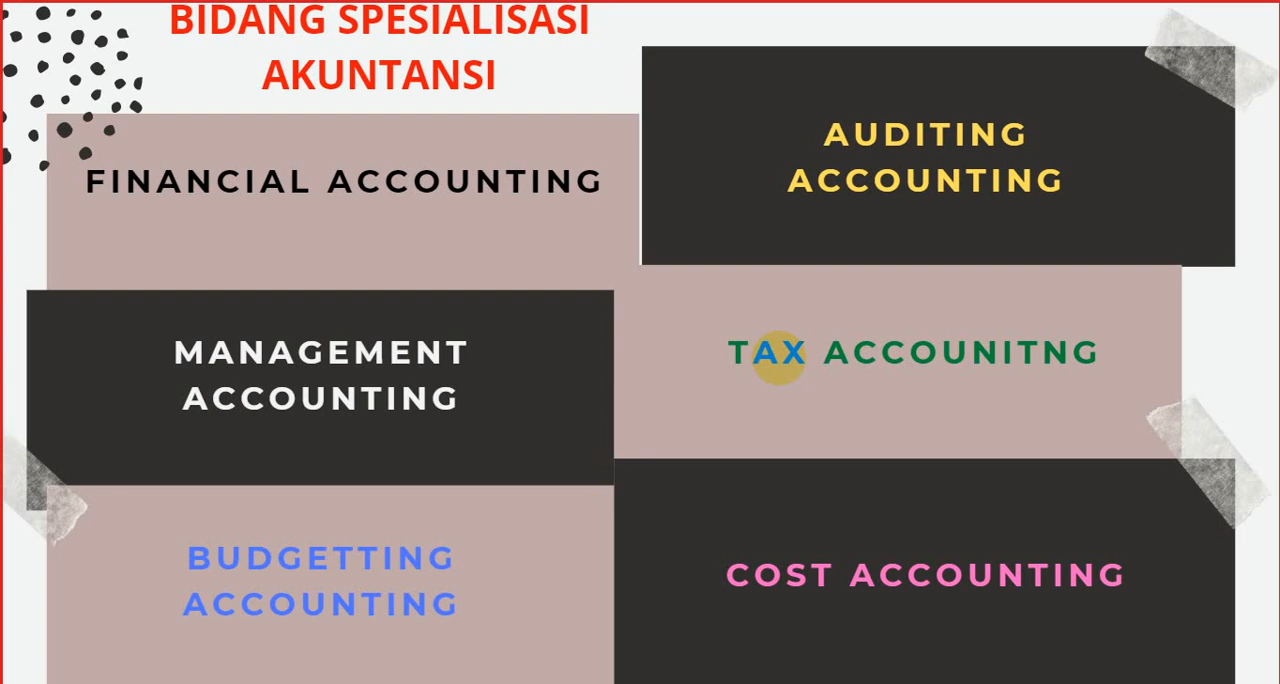 BIDANG SPESIALISASI
AKUNTANSI
FINANCIAL ACCOUNTING
AUDITING
ACCOUNTING
MANAGEMENT
ACCOUNTING
TAX ACCOUNITNG
BUDGETTING
ACCOUNTING
COST ACCOUNTING